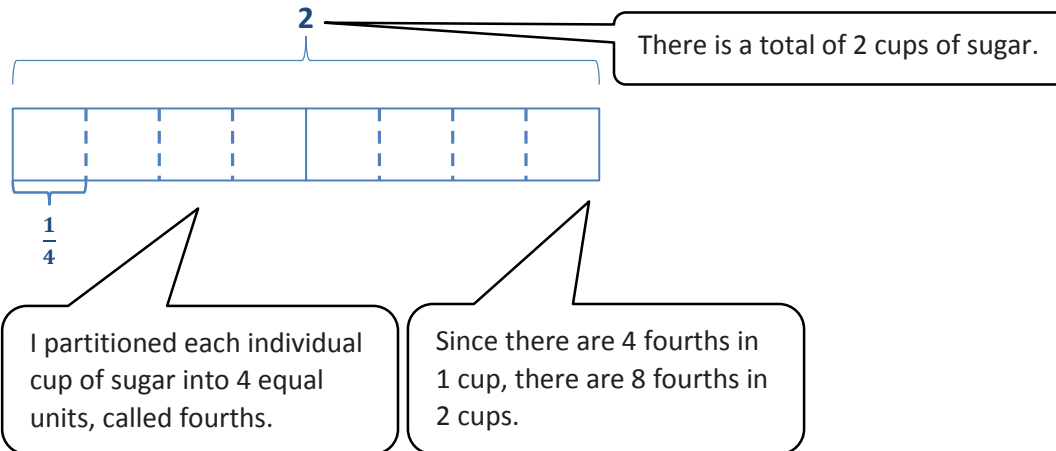 2
There is a total of 2 cups of sugar.
1
4
I partitioned each individual
cup of sugar into 4 equal
units, called fourths.
Since there are 4 fourths in
1 cup, there are 8 fourths in
2 cups.